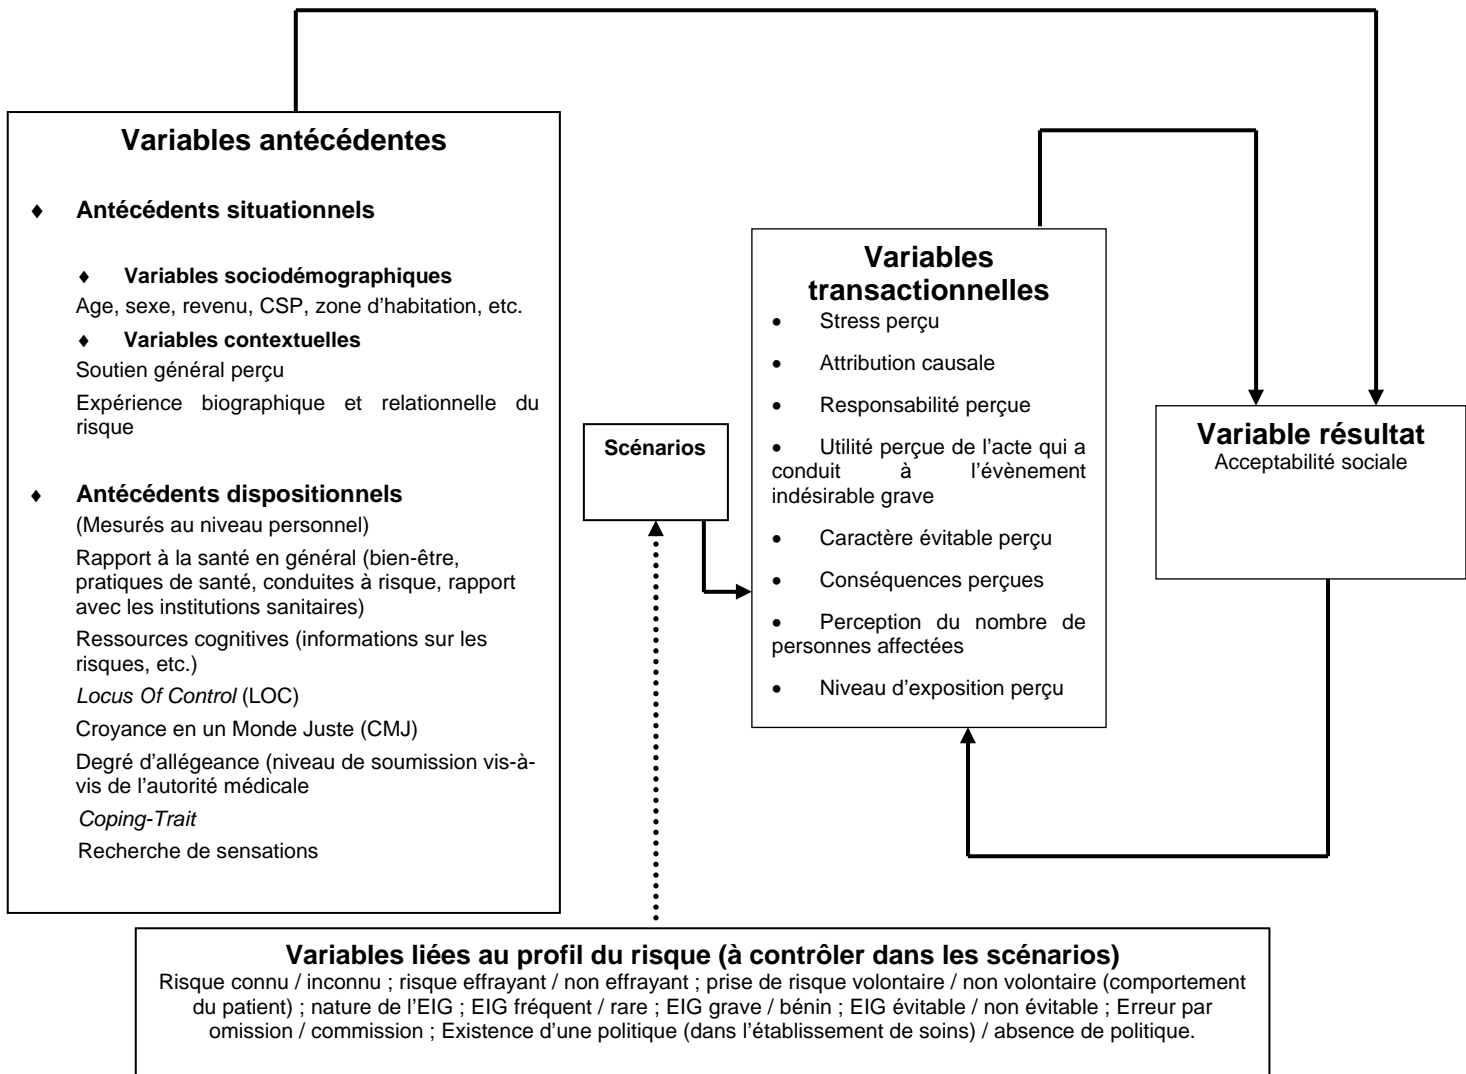 Variables antécédentes
♦ Antécédents situationnels
♦ Variables sociodémographiques
Age, sexe, revenu, CSP, zone d'habitation, etc.
♦ Variables contextuelles
Soutien général perçu
Expérience biographique et relationnelle du
risque
♦ Antécédents dispositionnels
(Mesurés au niveau personnel)
Rapport à la santé en général (bien-être,
pratiques de santé, conduites à risque, rapport
avec les institutions sanitaires)
Ressources cognitives (informations sur les
risques, etc.)
Locus Of Control (LOC)
Croyance en un Monde Juste (CMJ)
Degré d'allégeance (niveau de soumission vis-à-
vis de l'autorité médicale
Coping-Trait
Recherche de sensations
Scénarios
Variables
transactionnelles
• Stress perçu
• Attribution causale
• Responsabilité perçue
• Utilité perçue de l'acte qui a
conduit à l'évènement
indésirable grave
• Caractère évitable perçu
• Conséquences perçues
• Perception du nombre de
personnes affectées
• Niveau d'exposition perçu
Variable résultat
Acceptabilité sociale
Variables liées au profil du risque (à contrôler dans les scénarios)
Risque connu / inconnu ; risque effrayant / non effrayant ; prise de risque volontaire / non volontaire (comportement
du patient) ; nature de l'EIG ; EIG fréquent / rare ; EIG grave / bénin ; EIG évitable / non évitable ; Erreur par
omission / commission ; Existence d'une politique (dans l'établissement de soins) / absence de politique.